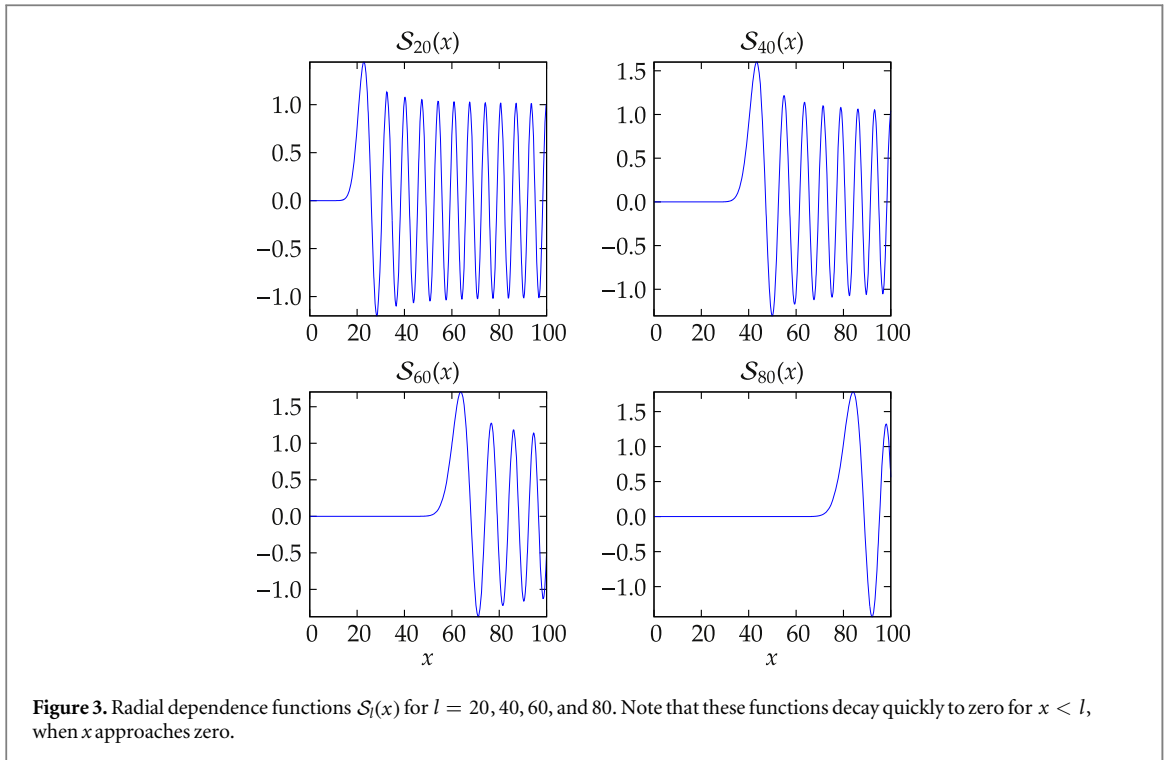 𝒮₂₀(x)
𝒮₄₀(x)
1.0
0.5
0.0
−0.5
−1.0
0 20 40 60 80 100
1.5
1.0
0.5
0.0
−0.5
−1.0
0 20 40 60 80 100
𝒮₆₀(x)
𝒮₈₀(x)
1.5
1.0
0.5
0.0
−0.5
−1.0
0 20 40 60 80 100
x
1.5
1.0
0.5
0.0
−0.5
−1.0
0 20 40 60 80 100
x
Figure 3. Radial dependence functions 𝒮ₗ(x) for l = 20, 40, 60, and 80. Note that these functions decay quickly to zero for x < l,
when x approaches zero.